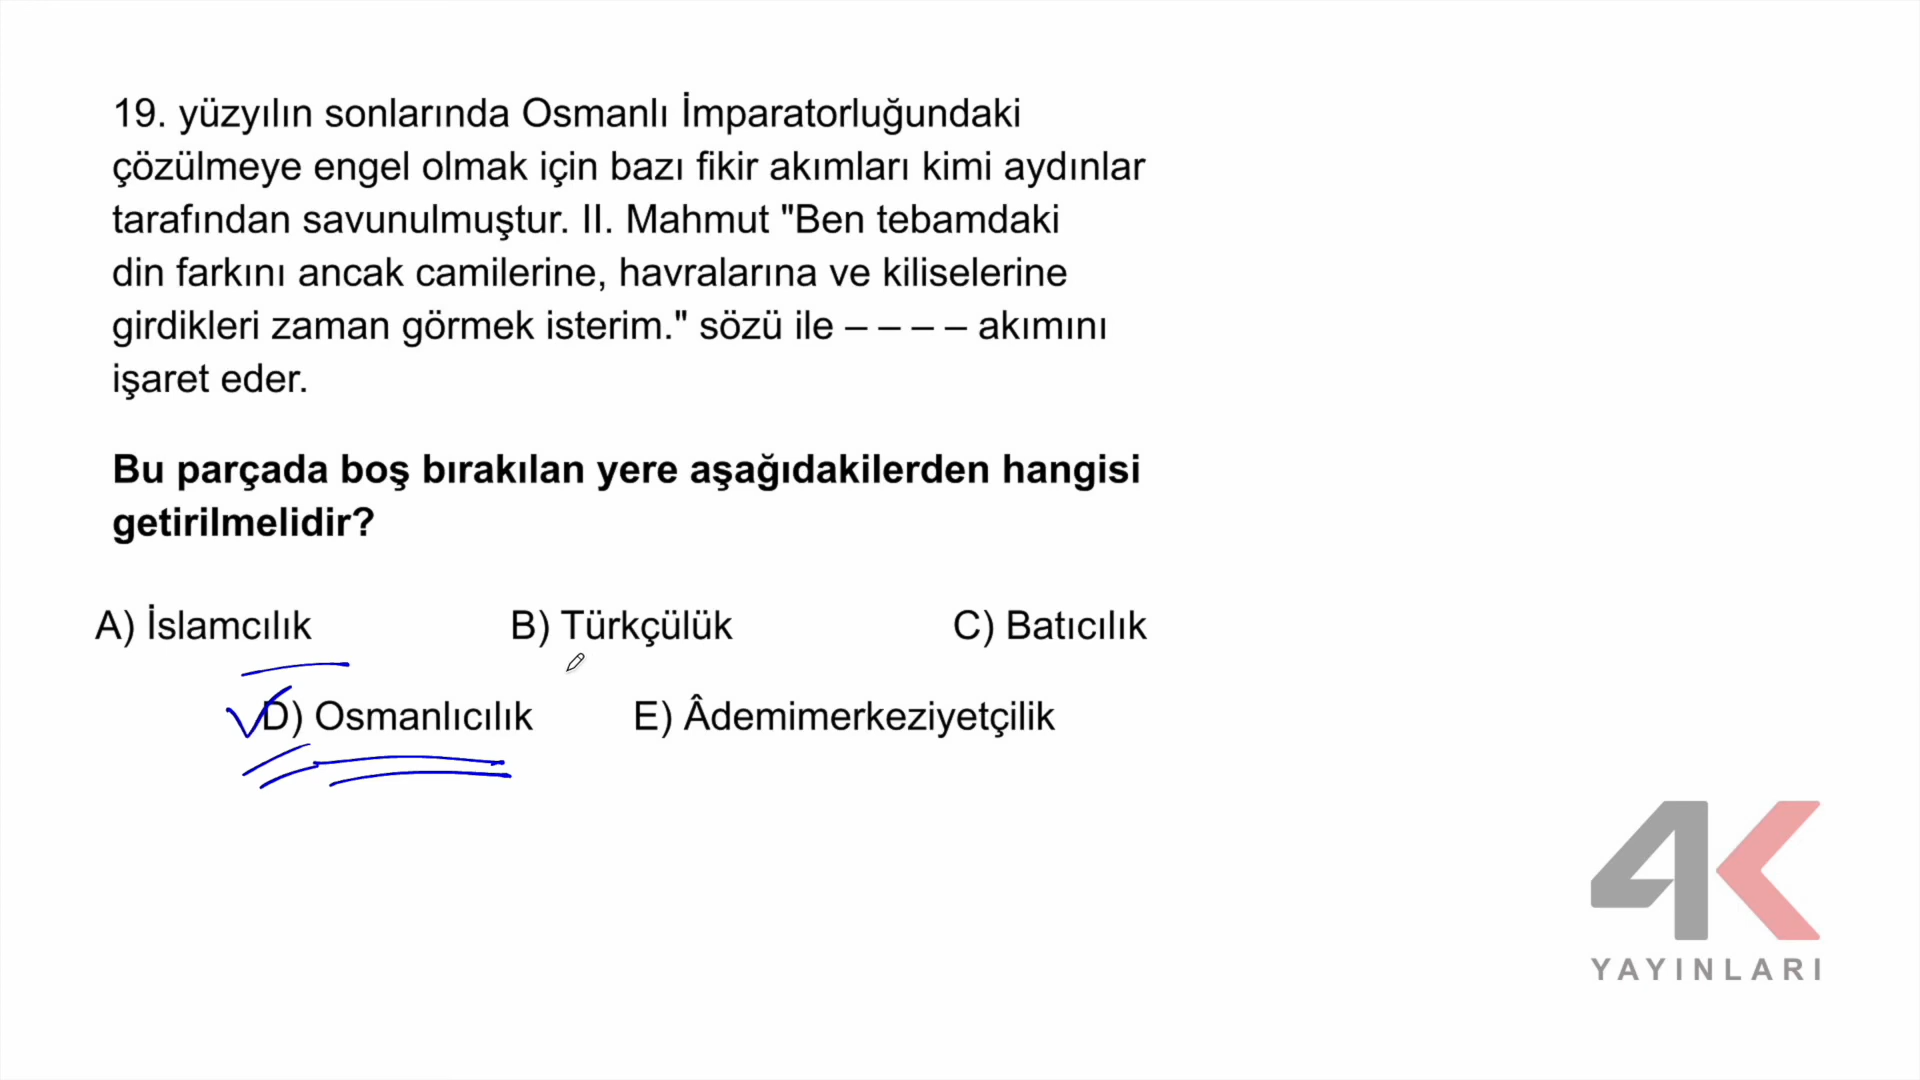 19. yüzyılın sonlarında Osmanlı İmparatorluğundaki
çözülmeye engel olmak için bazı fikir akımları kimi aydınlar
tarafından savunulmuştur. II. Mahmut "Ben tebamdaki
din farkını ancak camilerine, havralarına ve kiliselerine
girdikleri zaman görmek isterim." sözü ile – – – – akımını
işaret eder.
Bu parçada boş bırakılan yere aşağıdakilerden hangisi
getirilmelidir?
A) İslamcılık B) Türkçülük C) Batıcılık
D) Osmanlıcılık E) Âdemimerkeziyetçilik
4K
YAYINLARI